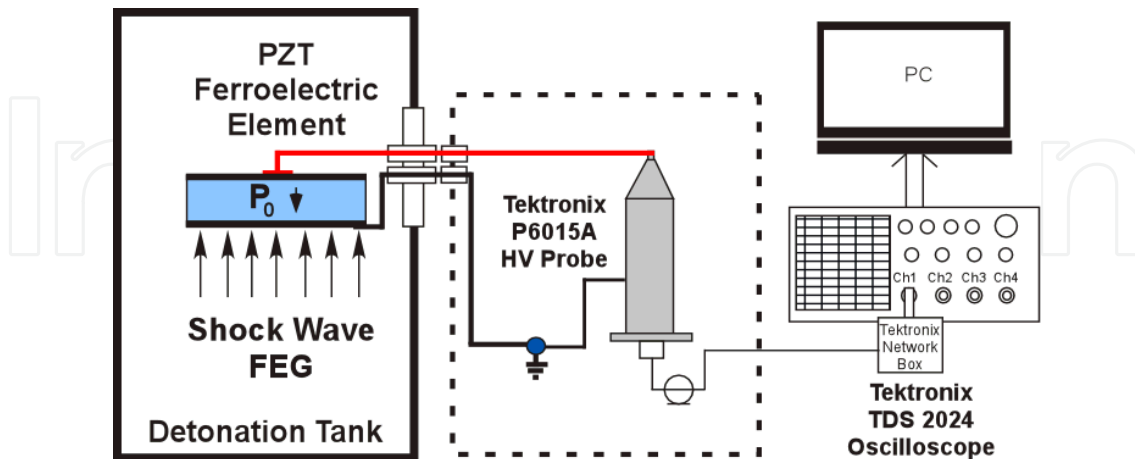 PZT
Ferroelectric
Element
P0
Shock Wave
FEG
Detonation Tank
Tektronix
P6015A
HV Probe
PC
Ch1 Ch2 Ch3 Ch4
Tektronix
Network
Box
Tektronix
TDS 2024
Oscilloscope